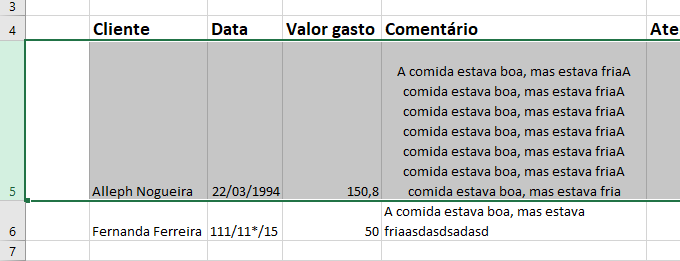 3
4 Cliente Data Valor gasto Comentário Ate
A comida estava boa, mas estava friaA
comida estava boa, mas estava friaA
comida estava boa, mas estava friaA
comida estava boa, mas estava friaA
comida estava boa, mas estava friaA
comida estava boa, mas estava friaA
5 Alleph Nogueira 22/03/1994 150,8 comida estava boa, mas estava fria
A comida estava boa, mas estava
6 Fernanda Ferreira 111/11*/15 50 friaasdasdsadasd
7